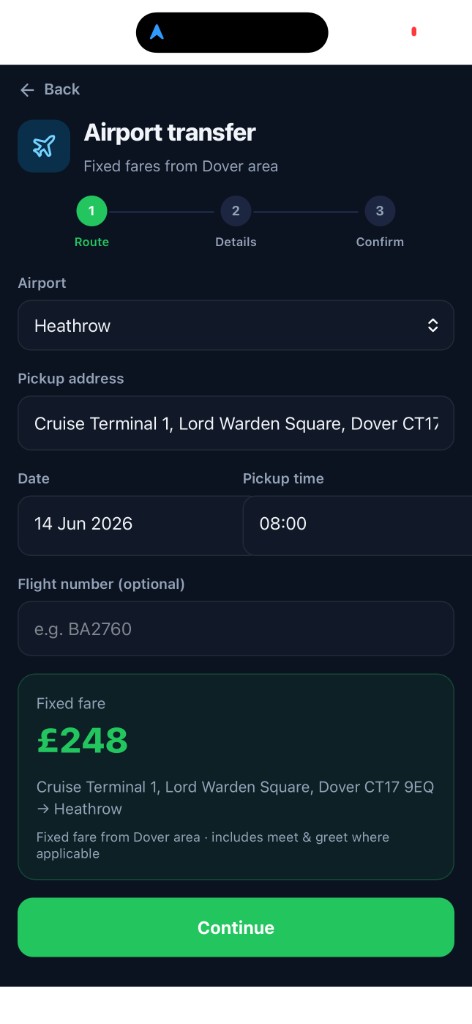 Back
Airport transfer
Fixed fares from Dover area
1
2
3
Route
Details
Confirm
Airport
Heathrow
Pickup address
Cruise Terminal 1, Lord Warden Square, Dover CT17
Date
Pickup time
14 Jun 2026
08:00
Flight number (optional)
e.g. BA2760
Fixed fare
£248
Cruise Terminal 1, Lord Warden Square, Dover CT17 9EQ
→ Heathrow
Fixed fare from Dover area · includes meet & greet where
applicable
Continue